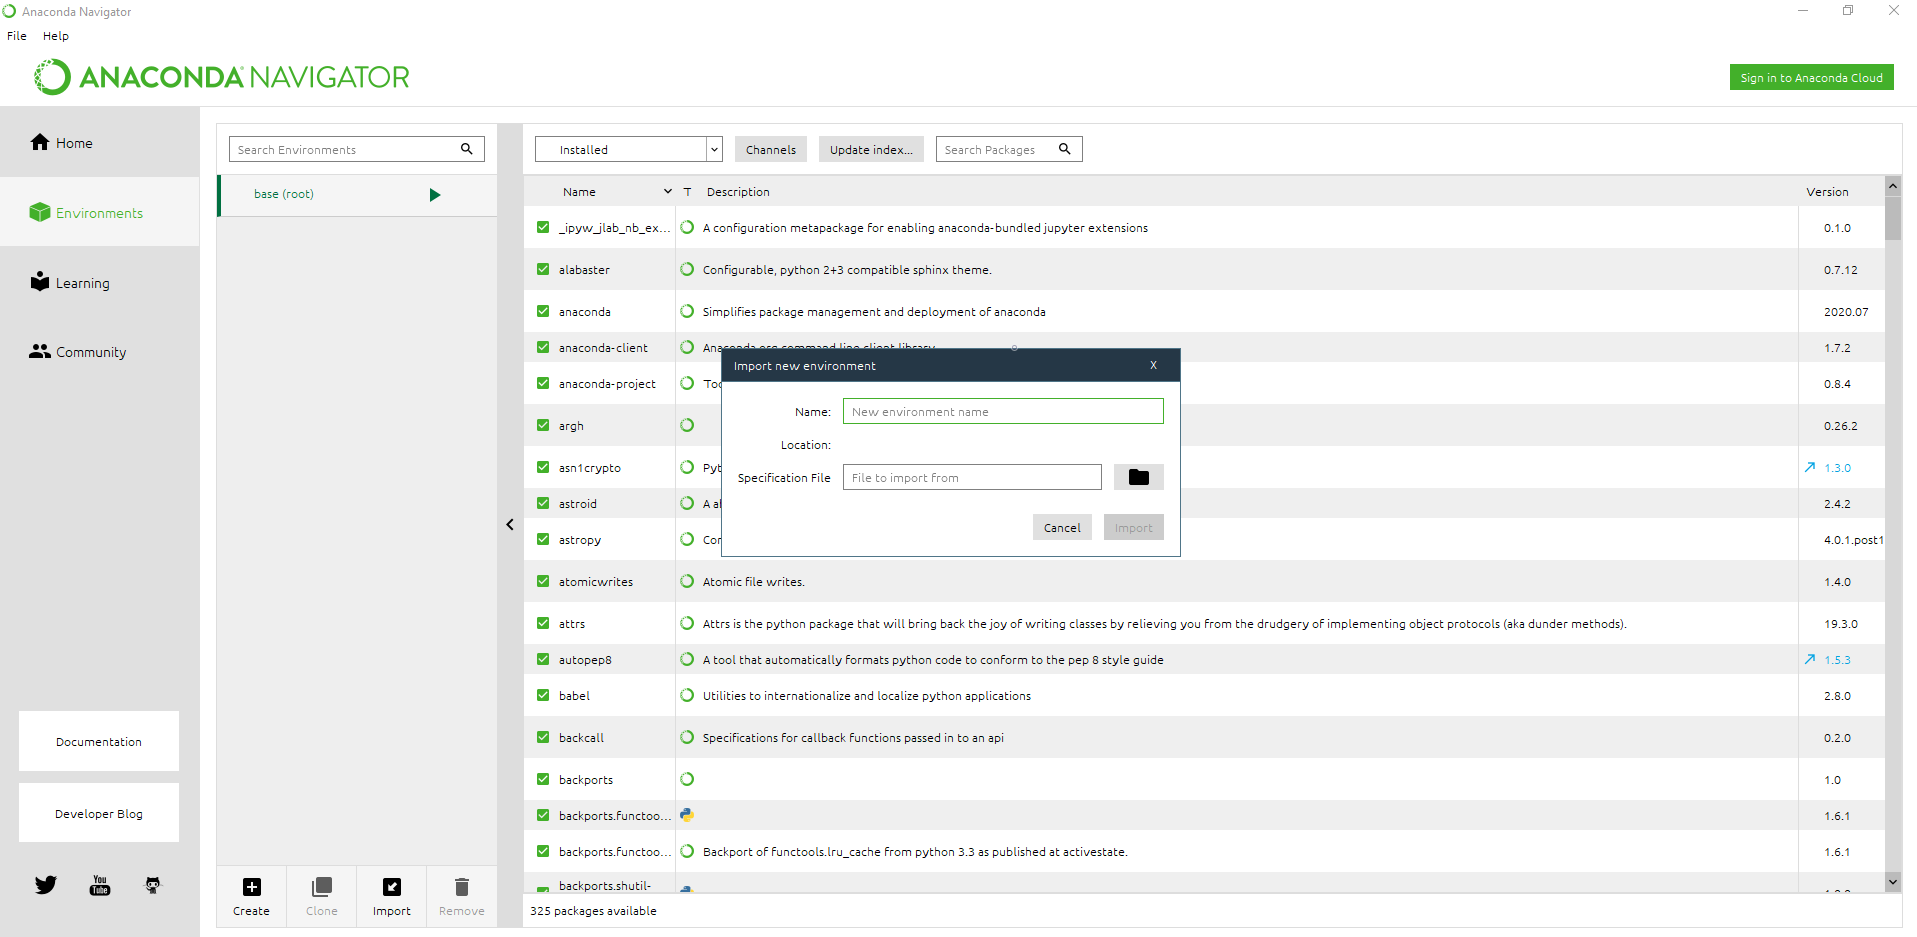 Anaconda Navigator
File Help
ANACONDA NAVIGATOR
Sign in to Anaconda Cloud
Home
Environments
Learning
Community
Documentation
Developer Blog
You
Tube
Search Environments
base (root)
Create Clone Import Remove
Installed Channels Update index... Search Packages
Name T Description Version
_ipyw_jlab_nb_ex... A configuration metapackage for enabling anaconda-bundled jupyter extensions 0.1.0
alabaster Configurable, python 2+3 compatible sphinx theme. 0.7.12
anaconda Simplifies package management and deployment of anaconda 2020.07
anaconda-client Anaconda.org command line client library 1.7.2
anaconda-project Too 0.8.4
argh 0.26.2
asn1crypto Pyt 1.3.0
astroid A al 2.4.2
astropy Cor 4.0.1.post1
atomicwrites Atomic file writes. 1.4.0
attrs Attrs is the python package that will bring back the joy of writing classes by relieving you from the drudgery of implementing object protocols (aka dunder methods). 19.3.0
autopep8 A tool that automatically formats python code to conform to the pep 8 style guide 1.5.3
babel Utilities to internationalize and localize python applications 2.8.0
backcall Specifications for callback functions passed in to an api 0.2.0
backports 1.0
backports.functoo... 1.6.1
backports.functoo... Backport of functools.lru_cache from python 3.3 as published at activestate. 1.6.1
backports.shutil-
325 packages available
Import new environment X
Name: New environment name
Location:
Specification File File to import from
Cancel Import